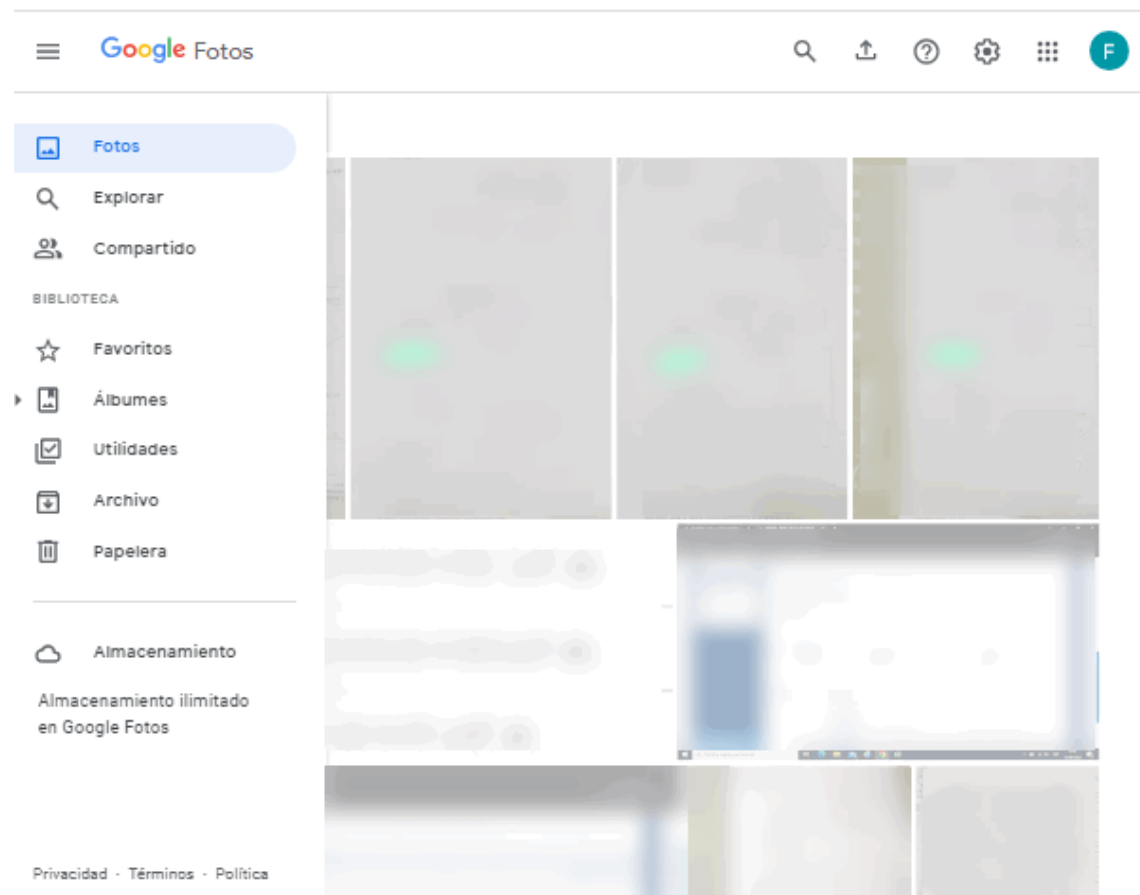 Google Fotos
F
Fotos
Explorar
Compartido
BIBLIOTECA
Favoritos
Álbumes
Utilidades
Archivo
Papelera
Almacenamiento
Almacenamiento ilimitado
en Google Fotos
Privacidad · Términos · Política